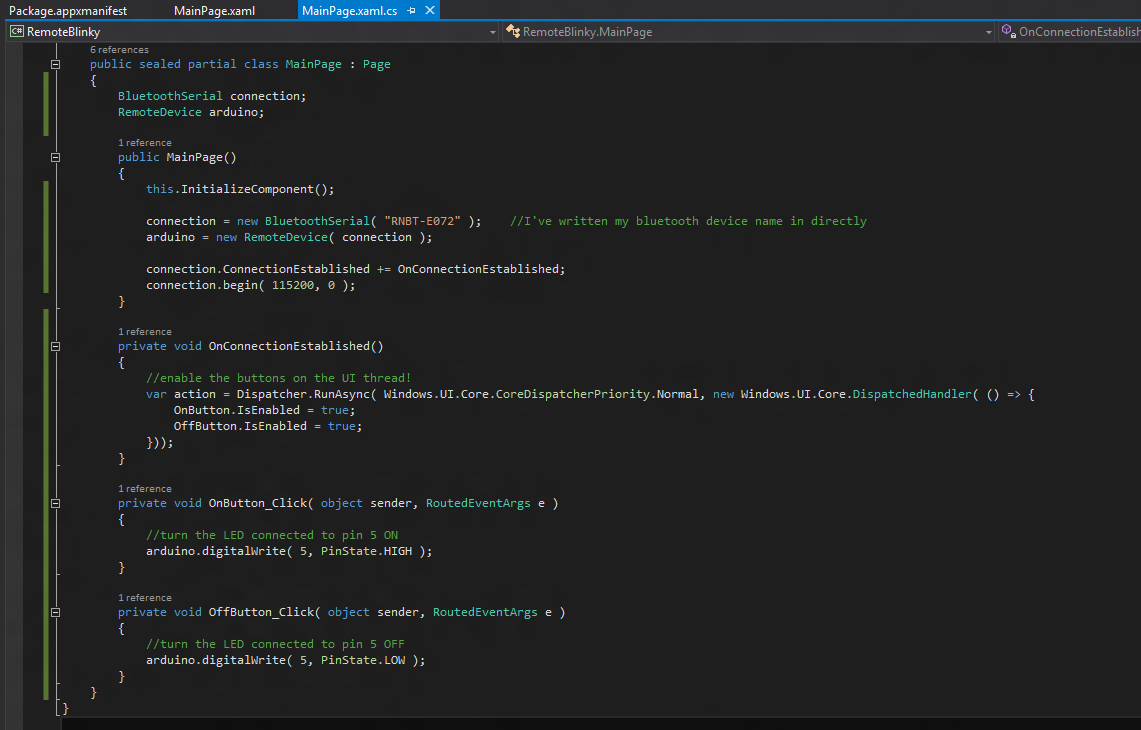 Package.appxmanifest MainPage.xaml MainPage.xaml.cs
C# RemoteBlinky RemoteBlinky.MainPage OnConnectionEstablish
6 references
public sealed partial class MainPage : Page
{
BluetoothSerial connection;
RemoteDevice arduino;
1 reference
public MainPage()
{
this.InitializeComponent();
connection = new BluetoothSerial( "RNBT-E072" ); //I've written my bluetooth device name in directly
arduino = new RemoteDevice( connection );
connection.ConnectionEstablished += OnConnectionEstablished;
connection.begin( 115200, 0 );
}
1 reference
private void OnConnectionEstablished()
{
//enable the buttons on the UI thread!
var action = Dispatcher.RunAsync( Windows.UI.Core.CoreDispatcherPriority.Normal, new Windows.UI.Core.DispatchedHandler( () => {
OnButton.IsEnabled = true;
OffButton.IsEnabled = true;
}));
}
1 reference
private void OnButton_Click( object sender, RoutedEventArgs e )
{
//turn the LED connected to pin 5 ON
arduino.digitalWrite( 5, PinState.HIGH );
}
1 reference
private void OffButton_Click( object sender, RoutedEventArgs e )
{
//turn the LED connected to pin 5 OFF
arduino.digitalWrite( 5, PinState.LOW );
}
}
}